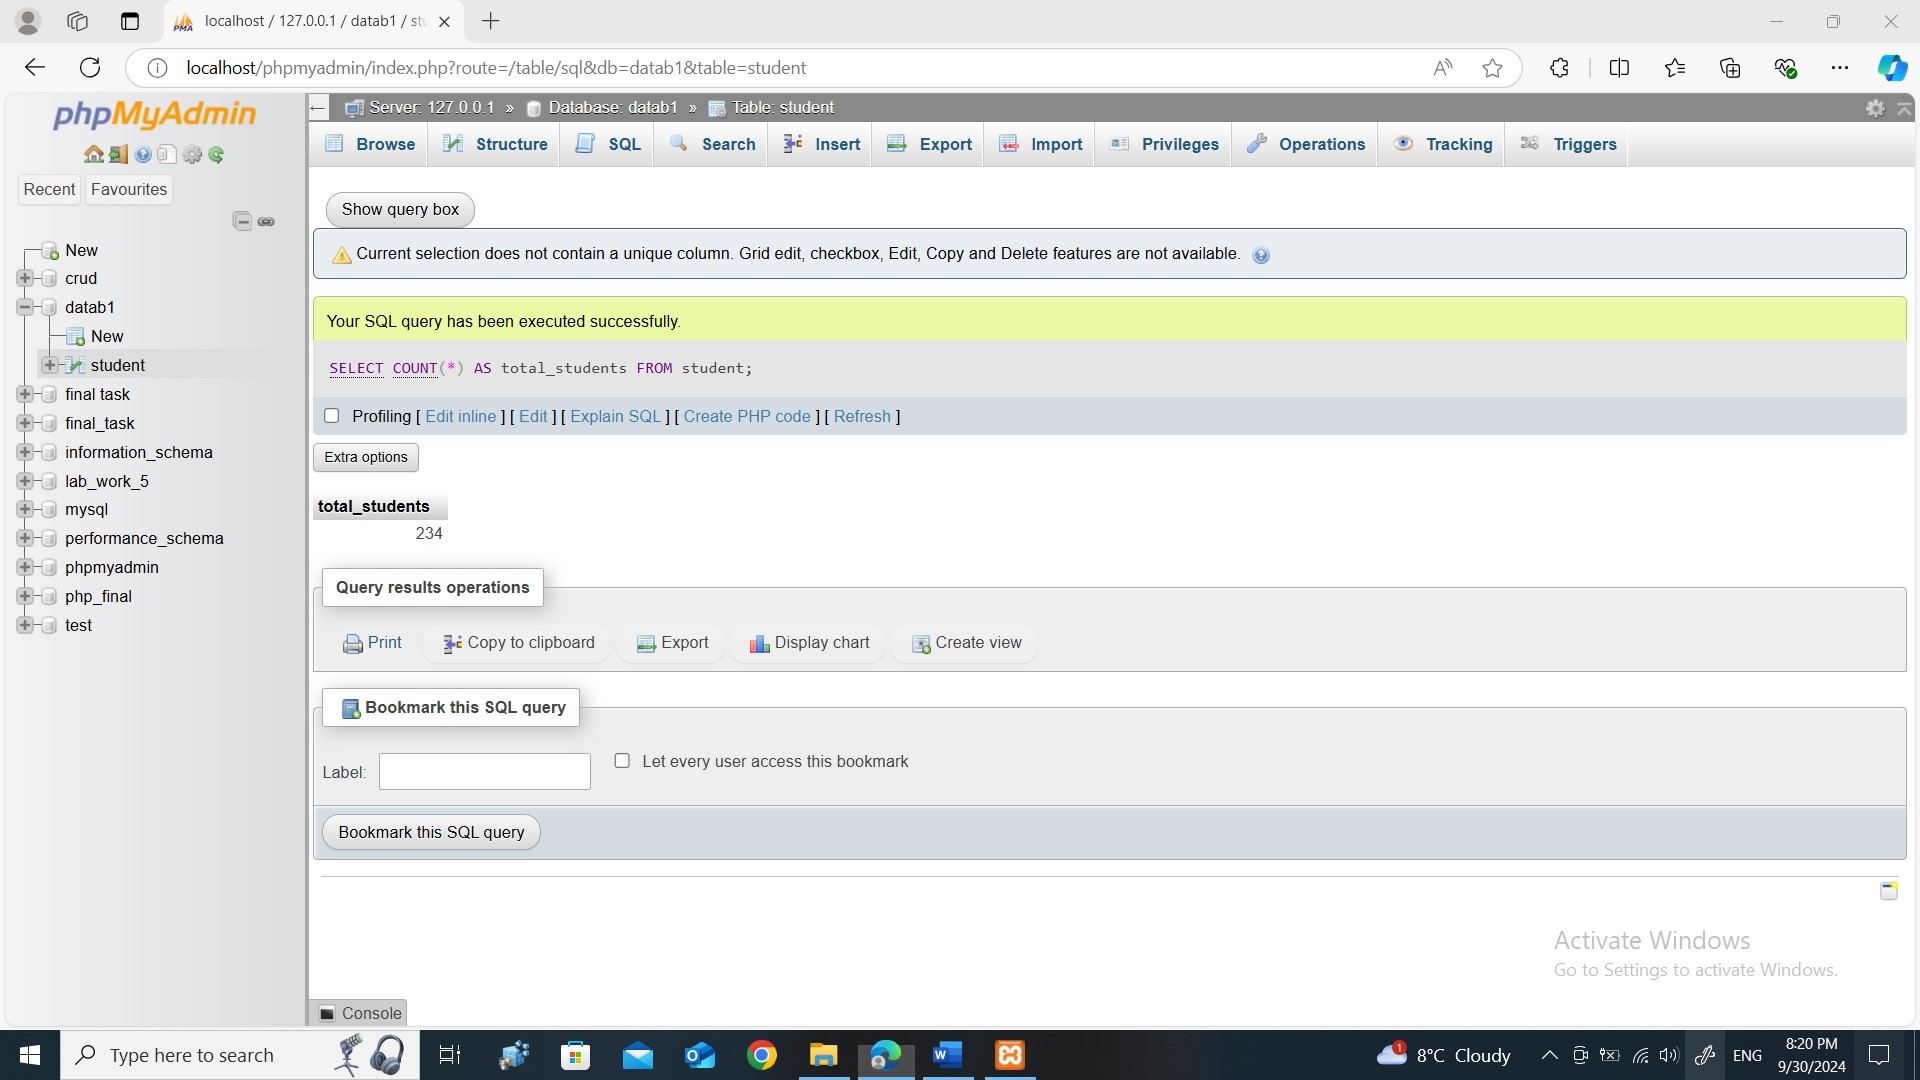 localhost / 127.0.0.1 / datab1 / stu
localhost/phpmyadmin/index.php?route=/table/sql&db=datab1&table=student
phpMyAdmin
Server: 127.0.0.1 » Database: datab1 » Table: student
Browse Structure SQL Search Insert Export Import Privileges Operations Tracking Triggers
Recent Favourites
New
crud
datab1
New
student
final task
final_task
information_schema
lab_work_5
mysql
performance_schema
phpmyadmin
php_final
test
Show query box
Current selection does not contain a unique column. Grid edit, checkbox, Edit, Copy and Delete features are not available.
Your SQL query has been executed successfully.
SELECT COUNT(*) AS total_students FROM student;
Profiling [ Edit inline ] [ Edit ] [ Explain SQL ] [ Create PHP code ] [ Refresh ]
Extra options
total_students
234
Query results operations
Print Copy to clipboard Export Display chart Create view
Bookmark this SQL query
Label: Let every user access this bookmark
Bookmark this SQL query
Activate Windows
Go to Settings to activate Windows.
Console
Type here to search
1 8°C Cloudy ENG 8:20 PM
9/30/2024